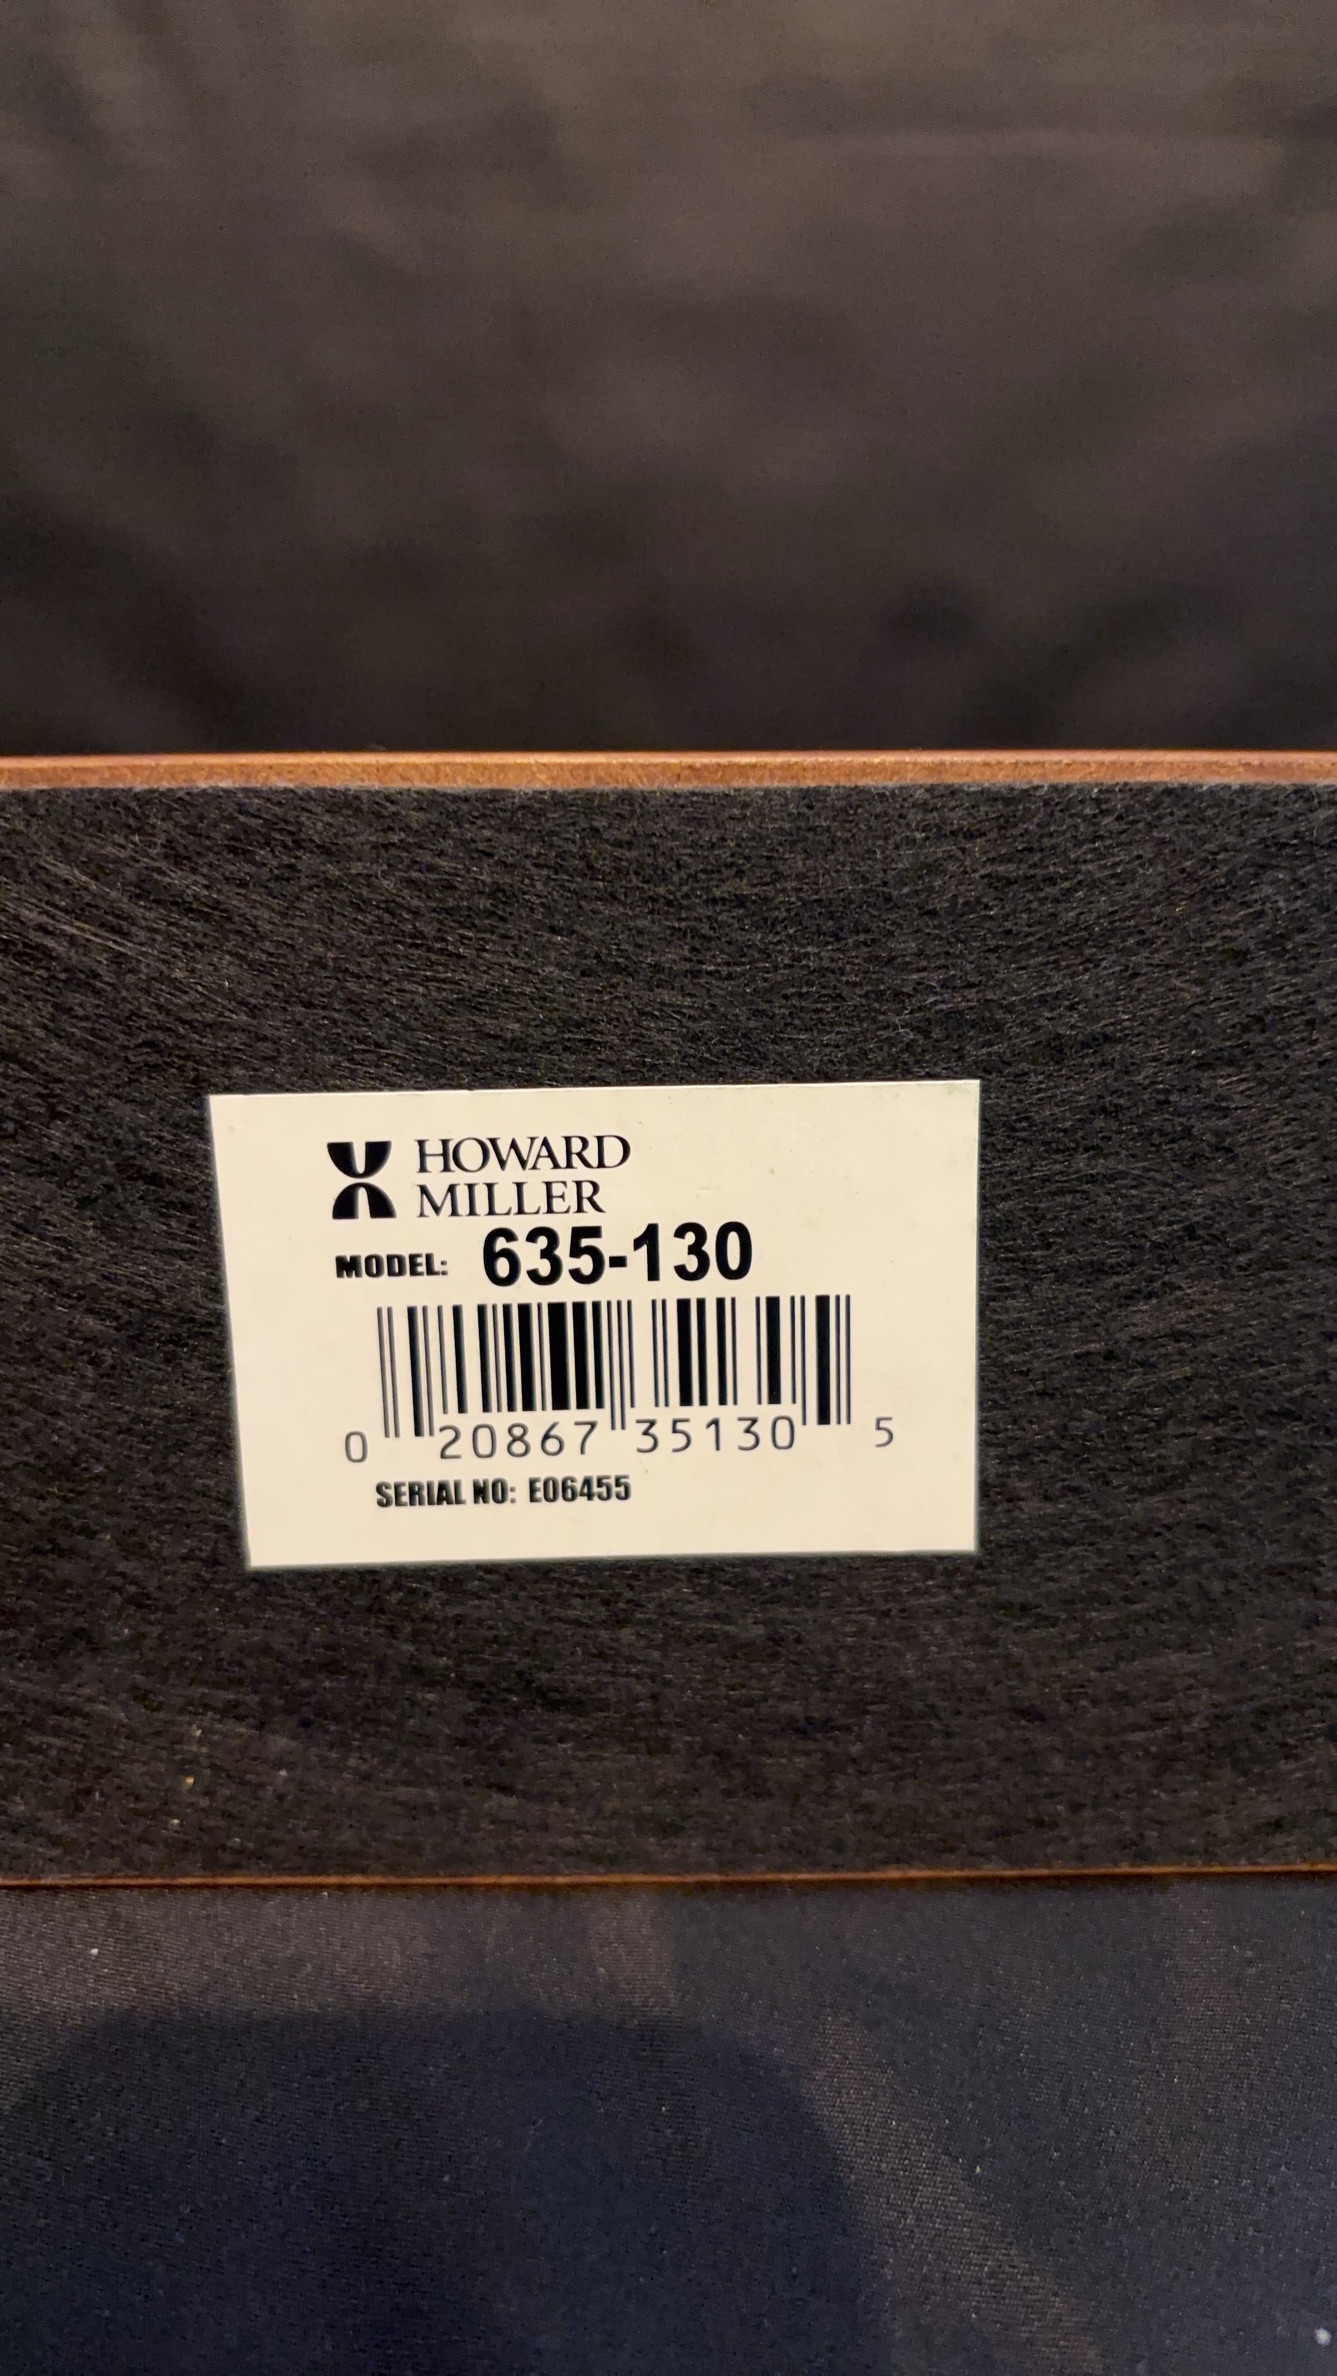 HOWARD
MILLER
MODEL: 635-130
0 20867 35130 5
SERIAL NO: E06455